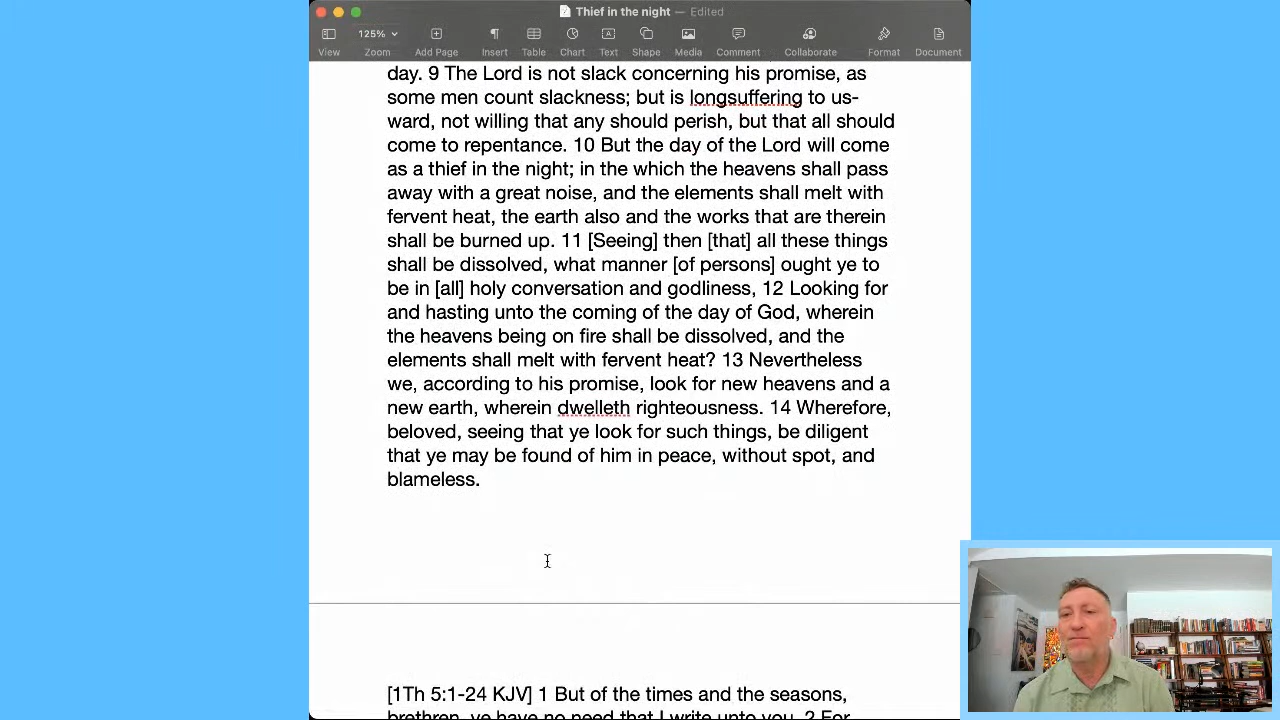 Thief in the night — Edited
125%
View Zoom Add Page Insert Table Chart Text Shape Media Comment Collaborate Format Document
day. 9 The Lord is not slack concerning his promise, as
some men count slackness; but is longsuffering to us-
ward, not willing that any should perish, but that all should
come to repentance. 10 But the day of the Lord will come
as a thief in the night; in the which the heavens shall pass
away with a great noise, and the elements shall melt with
fervent heat, the earth also and the works that are therein
shall be burned up. 11 [Seeing] then [that] all these things
shall be dissolved, what manner [of persons] ought ye to
be in [all] holy conversation and godliness, 12 Looking for
and hasting unto the coming of the day of God, wherein
the heavens being on fire shall be dissolved, and the
elements shall melt with fervent heat? 13 Nevertheless
we, according to his promise, look for new heavens and a
new earth, wherein dwelleth righteousness. 14 Wherefore,
beloved, seeing that ye look for such things, be diligent
that ye may be found of him in peace, without spot, and
blameless.
[1Th 5:1-24 KJV] 1 But of the times and the seasons,
brethren, ye have no need that I write unto you. 2 For